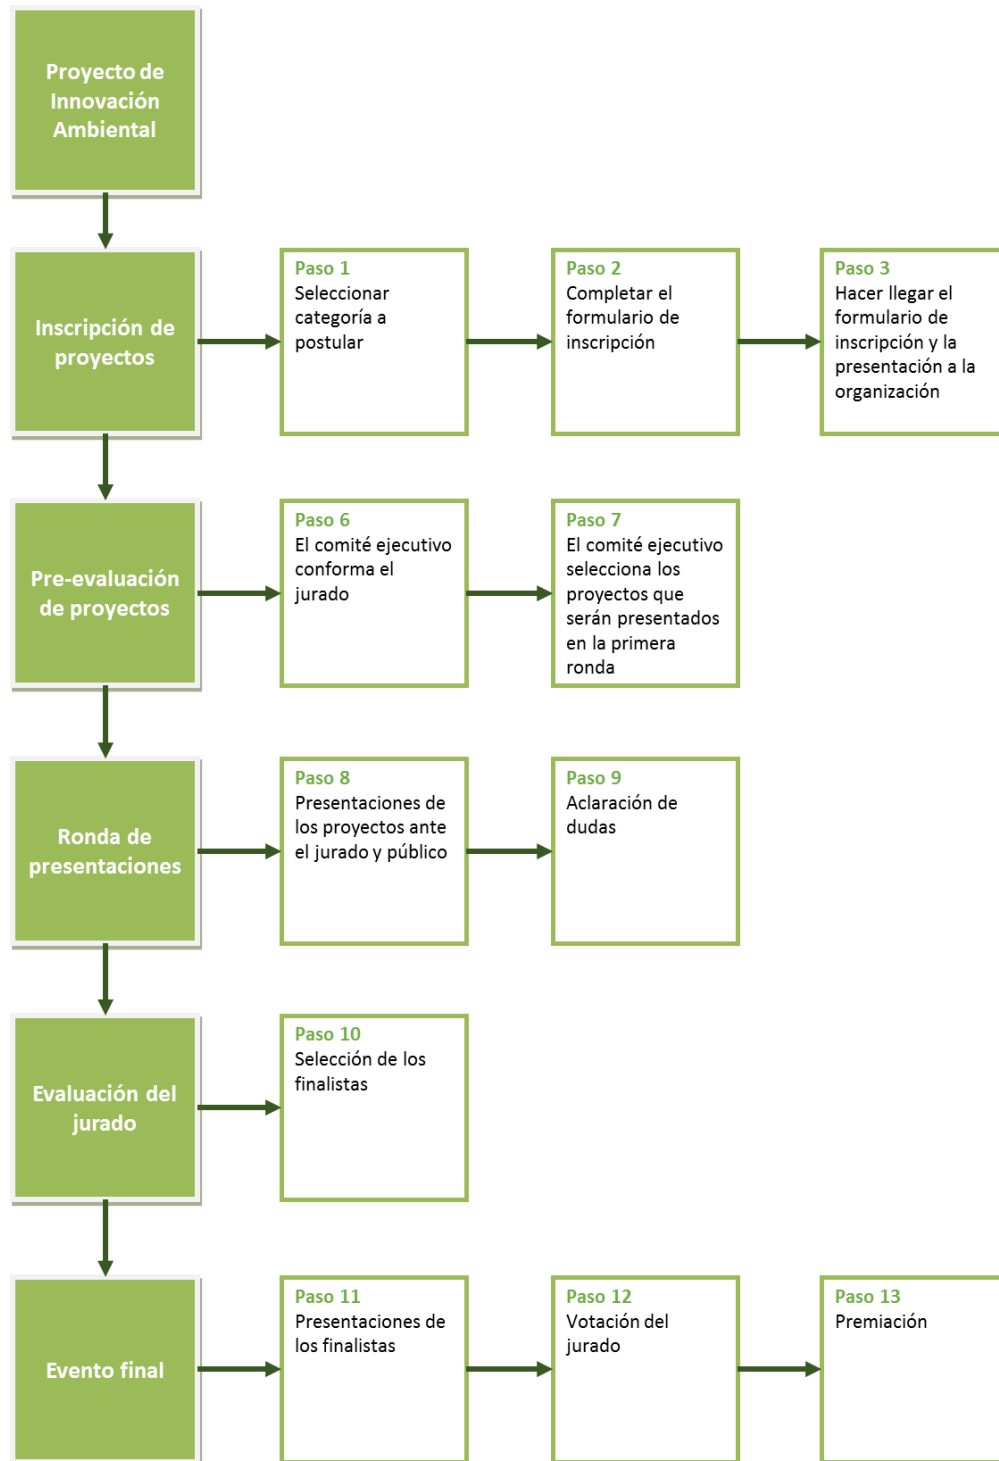 Proyecto de
Innovación
Ambiental
Inscripción de
proyectos
Paso 1
Seleccionar
categoría a
postular
Paso 2
Completar el
formulario de
inscripción
Paso 3
Hacer llegar el
formulario de
inscripción y la
presentación a la
organización
Pre-evaluación
de proyectos
Paso 6
El comité ejecutivo
conforma el
jurado
Paso 7
El comité ejecutivo
selecciona los
proyectos que
serán presentados
en la primera
ronda
Ronda de
presentaciones
Paso 8
Presentaciones de
los proyectos ante
el jurado y público
Paso 9
Aclaración de
dudas
Evaluación del
jurado
Paso 10
Selección de los
finalistas
Evento final
Paso 11
Presentaciones de
los finalistas
Paso 12
Votación del
jurado
Paso 13
Premiación